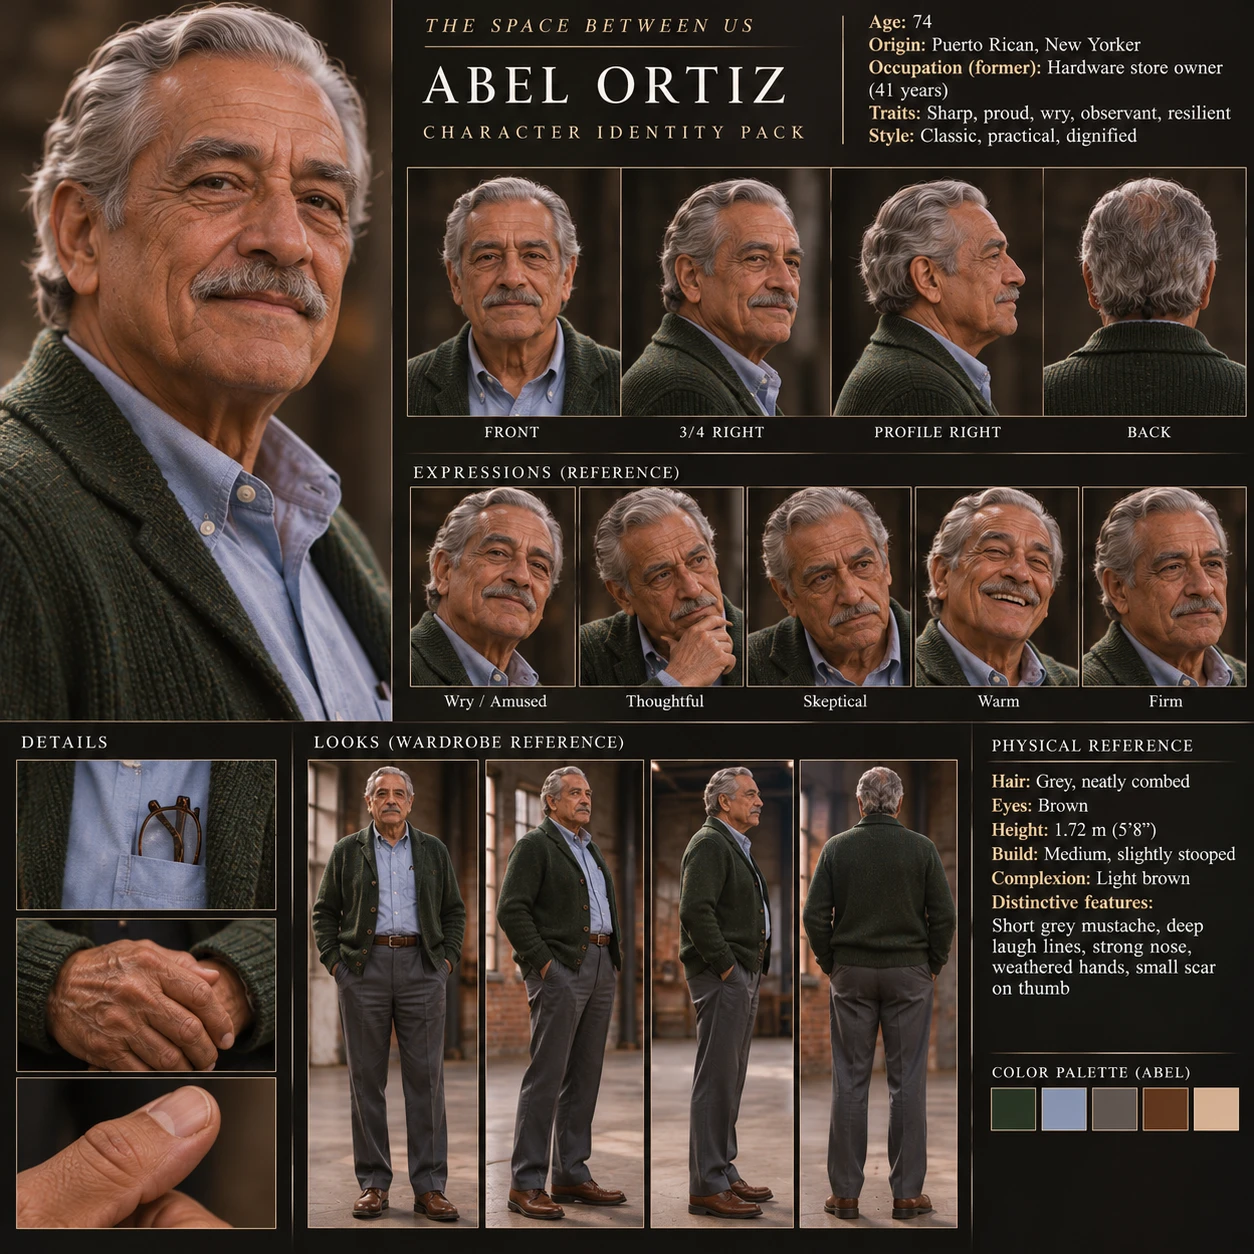 THE SPACE BETWEEN US
ABEL ORTIZ
CHARACTER IDENTITY PACK
Age: 74
Origin: Puerto Rican, New Yorker
Occupation (former): Hardware store owner
(41 years)
Traits: Sharp, proud, wry, observant, resilient
Style: Classic, practical, dignified
FRONT
3/4 RIGHT
PROFILE RIGHT
BACK
EXPRESSIONS (REFERENCE)
Wry / Amused
Thoughtful
Skeptical
Warm
Firm
DETAILS
LOOKS (WARDROBE REFERENCE)
PHYSICAL REFERENCE
Hair: Grey, neatly combed
Eyes: Brown
Height: 1.72 m (5’8”)
Build: Medium, slightly stooped
Complexion: Light brown
Distinctive features:
Short grey mustache, deep
laugh lines, strong nose,
weathered hands, small scar
on thumb
COLOR PALETTE (ABEL)